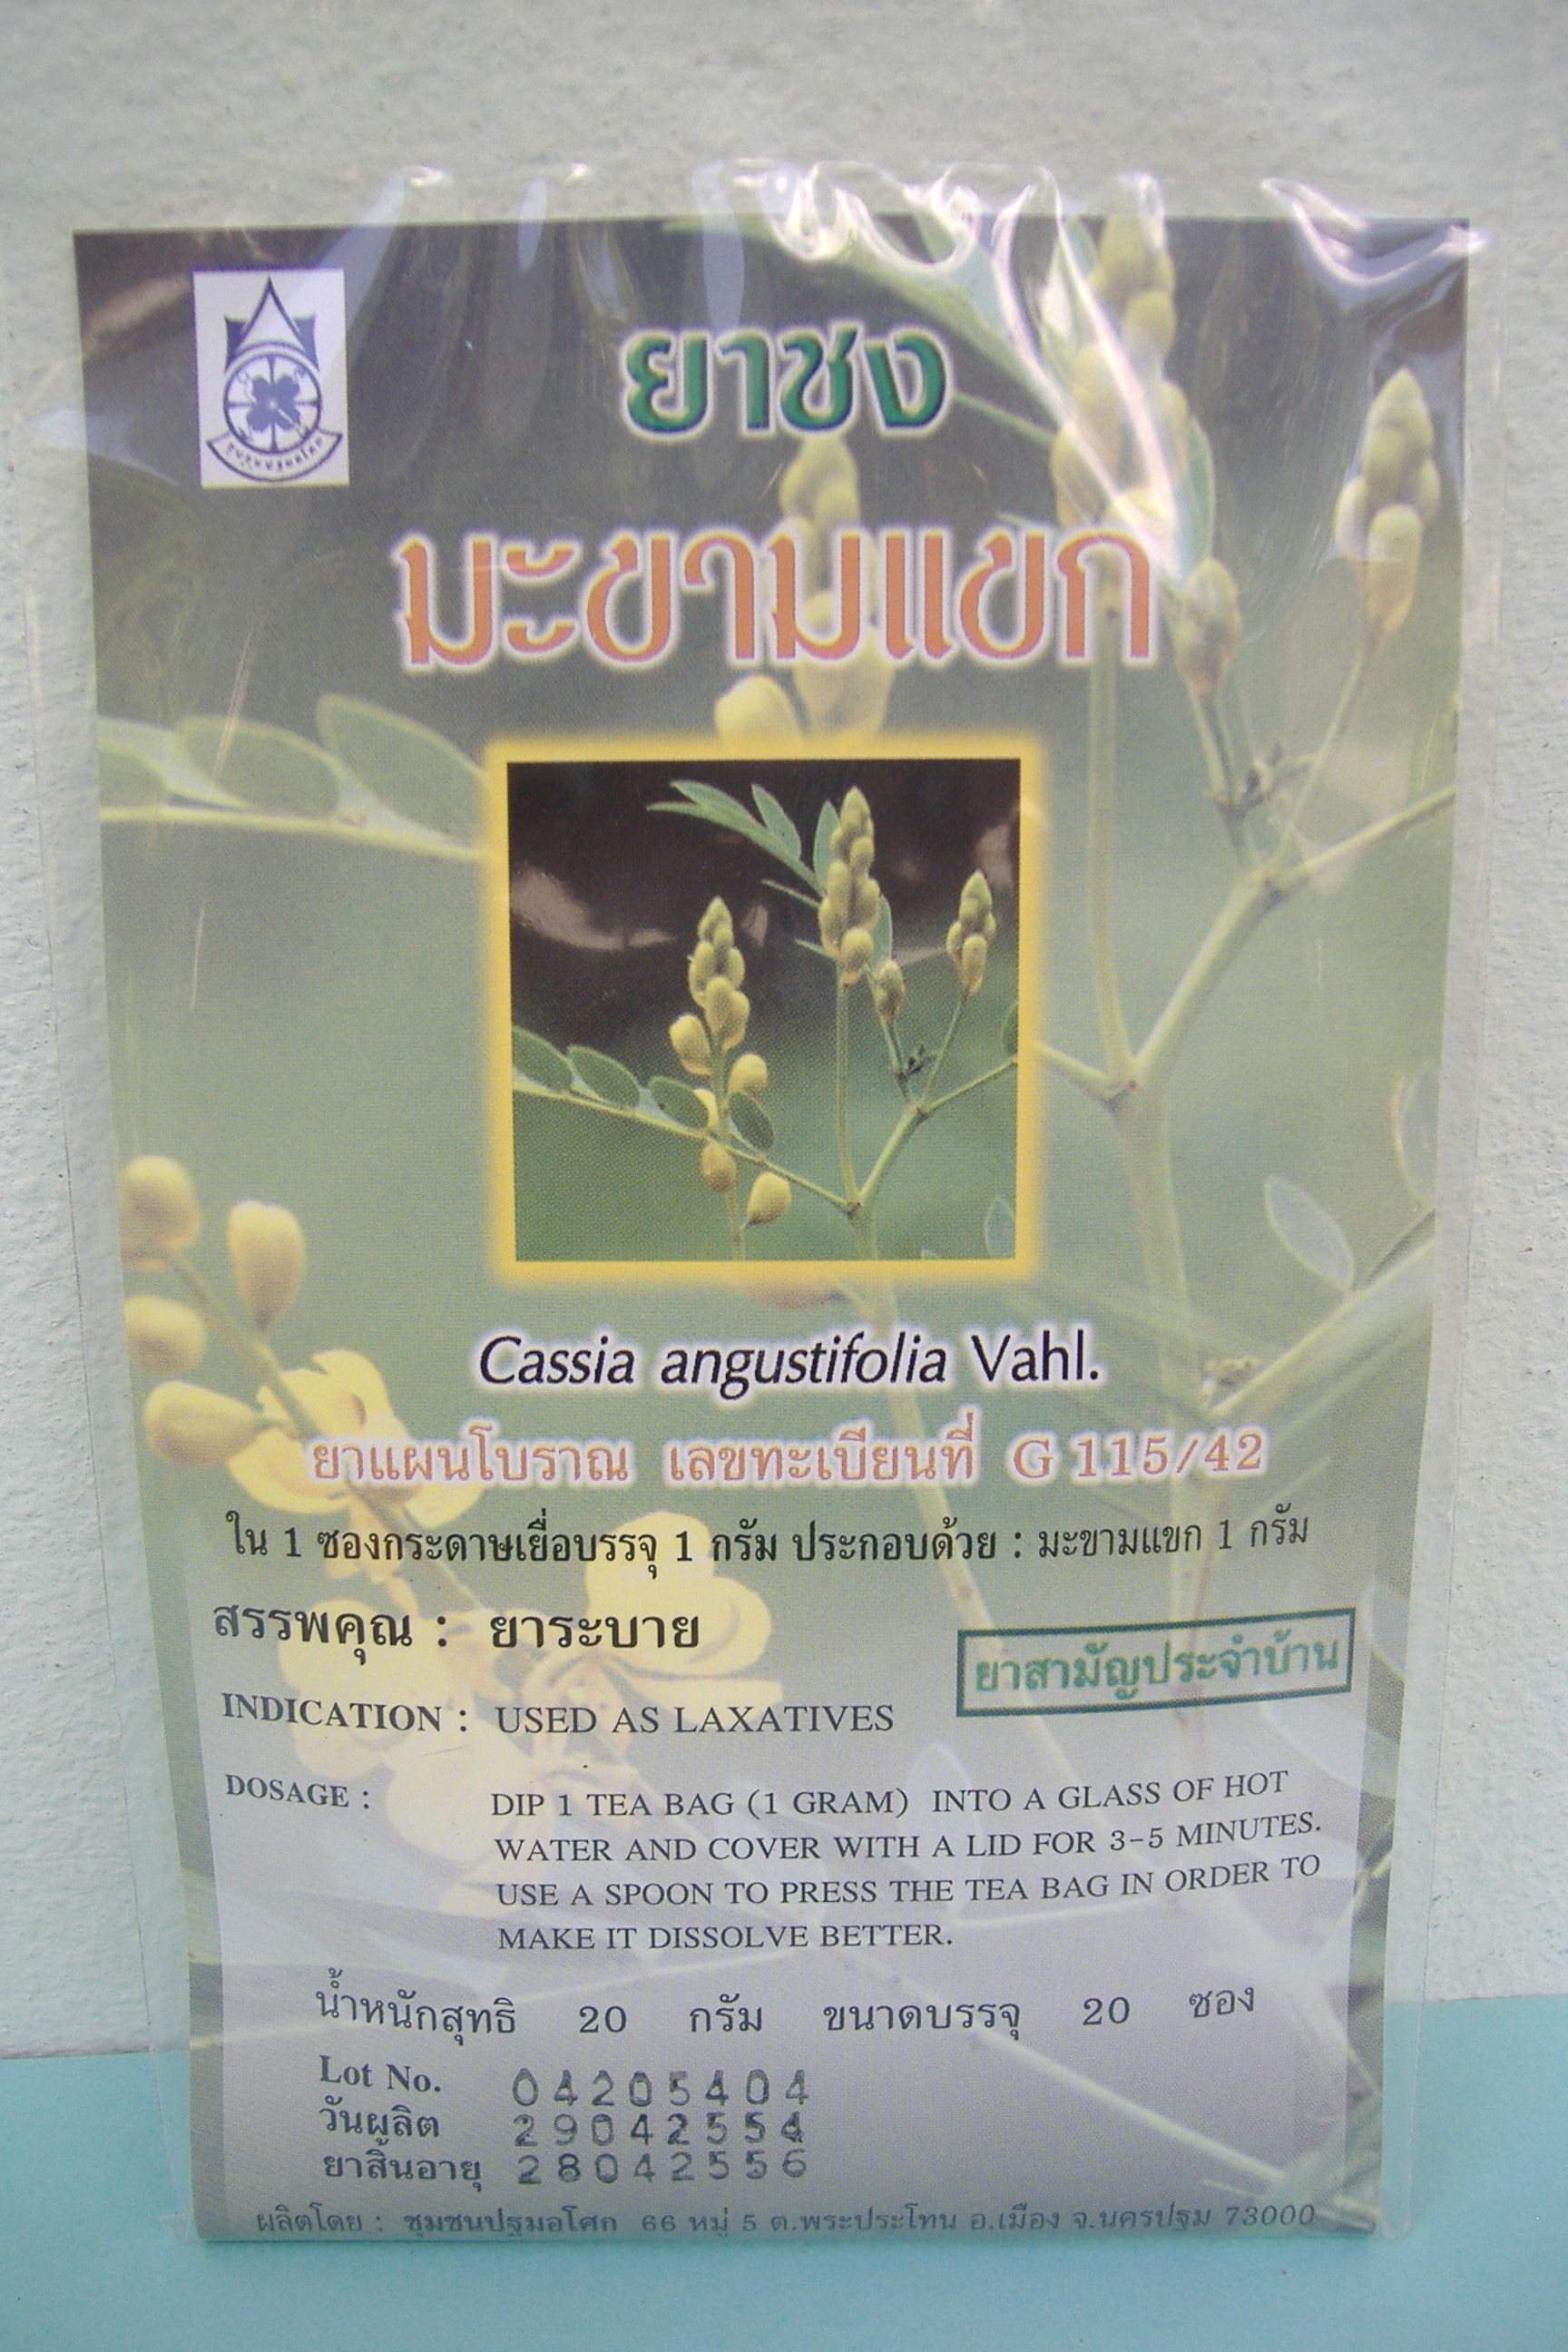 ยาชง
มะขามแขก
Cassia angustifolia Vahl.
ยาแผนโบราณ เลขทะเบียนที่ G 115/42
ใน 1 ซองกระดาษเยื่อบรรจุ 1 กรัม ประกอบด้วย : มะขามแขก 1 กรัม
สรรพคุณ : ยาระบาย
ยาสามัญประจำบ้าน
INDICATION : USED AS LAXATIVES
DOSAGE : DIP 1 TEA BAG (1 GRAM) INTO A GLASS OF HOT
WATER AND COVER WITH A LID FOR 3-5 MINUTES.
USE A SPOON TO PRESS THE TEA BAG IN ORDER TO
MAKE IT DISSOLVE BETTER.
น้ำหนักสุทธิ 20 กรัม ขนาดบรรจุ 20 ซอง
Lot No. 04205404
วันผลิต 29042554
ยาสิ้นอายุ 28042556
ผลิตโดย : ชุมชนปฐมอโศก 66 หมู่ 5 ต.พระประโทน อ.เมือง จ.นครปฐม 73000